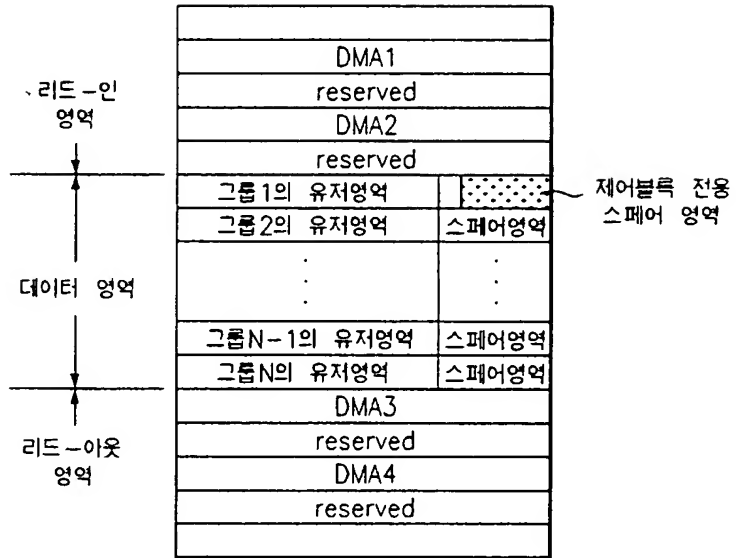 DMA1
reserved
리드-인
영역
DMA2
reserved
그룹1의 유저영역
제어블록 전용
스페어 영역
그룹2의 유저영역 스페어영역
데이터 영역
그룹N-1의 유저영역 스페어영역
그룹N의 유저영역 스페어영역
DMA3
리드-아웃
영역
reserved
DMA4
reserved